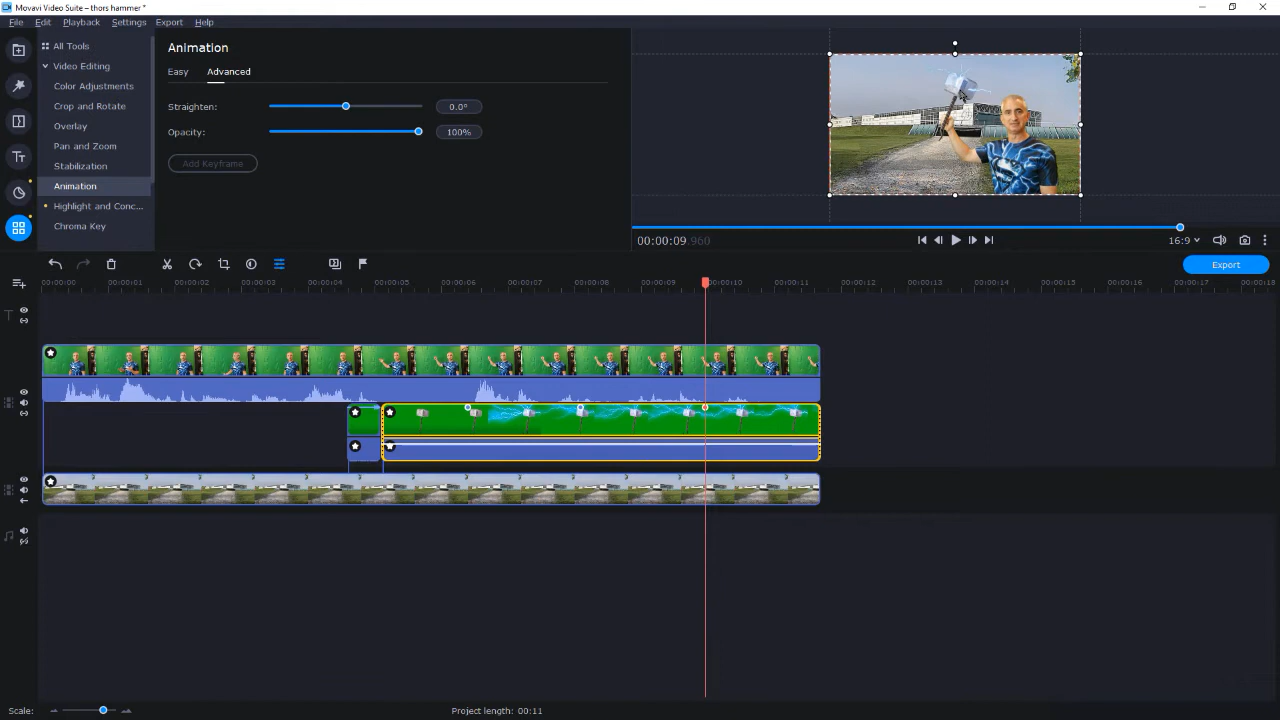 Movavi Video Suite – thors hammer *
File Edit Playback Settings Export Help
All Tools
Video Editing
Color Adjustments
Crop and Rotate
Overlay
Pan and Zoom
Stabilization
Animation
Highlight and Conc...
Chroma Key
Animation
Easy Advanced
Straighten: 0.0°
Opacity: 100%
Add Keyframe
00:00:09.960
16:9
Export
00:00:00 00:00:01 00:00:02 00:00:03 00:00:04 00:00:05 00:00:06 00:00:07 00:00:08 00:00:09 00:00:10 00:00:11 00:00:12 00:00:13 00:00:14 00:00:15 00:00:16 00:00:17 00:00:18
Scale:
Project length: 00:11